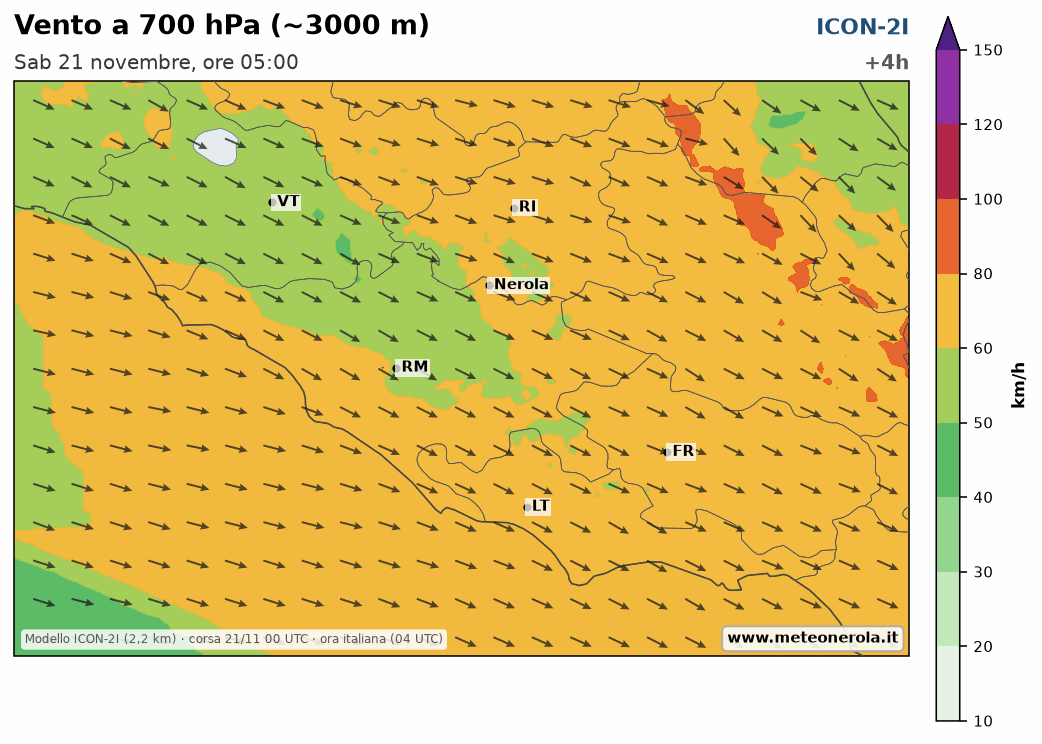 Vento a 700 hPa (~3000 m)
ICON-2I
Sab 21 novembre, ore 05:00
+4h
VT
RI
Nerola
RM
FR
LT
Modello ICON-2I (2,2 km) · corsa 21/11 00 UTC · ora italiana (04 UTC)
www.meteonerola.it
150
120
100
80
60
50
40
30
20
10
km/h